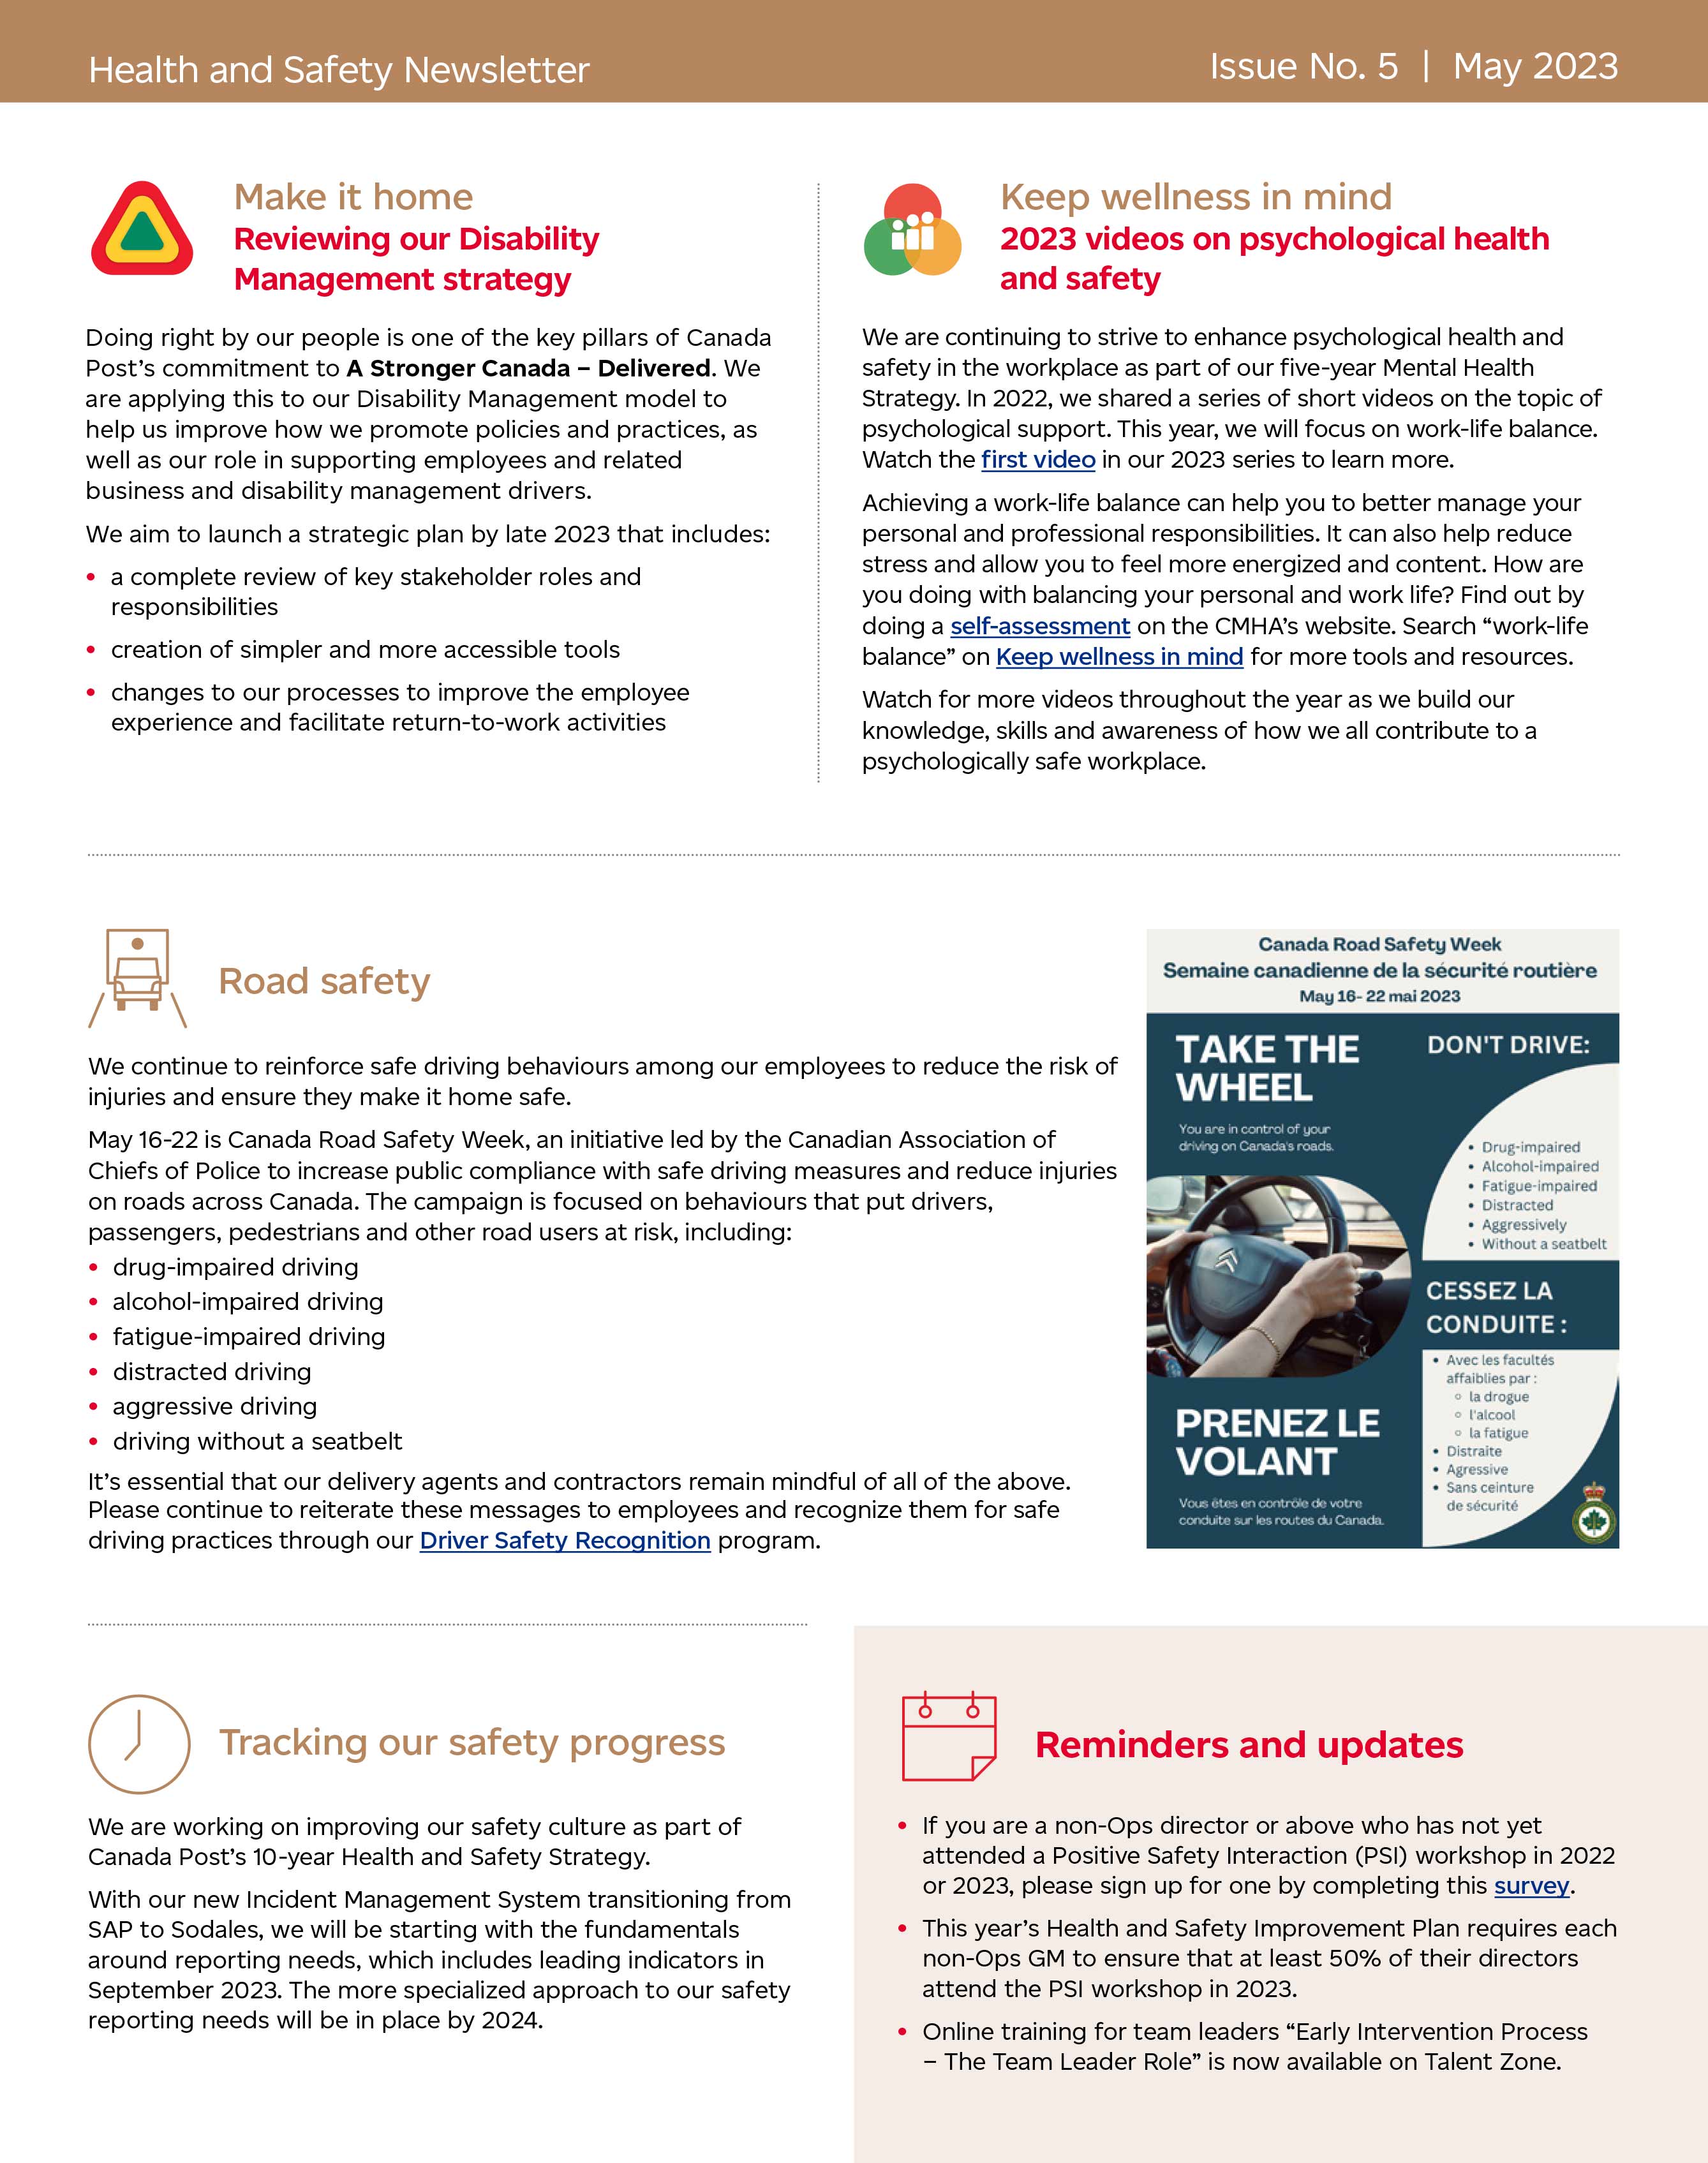 Health and Safety Newsletter
Issue No. 5 | May 2023
Make it home
Reviewing our Disability
Management strategy
Doing right by our people is one of the key pillars of Canada
Post’s commitment to A Stronger Canada – Delivered. We
are applying this to our Disability Management model to
help us improve how we promote policies and practices, as
well as our role in supporting employees and related
business and disability management drivers.
We aim to launch a strategic plan by late 2023 that includes:
• a complete review of key stakeholder roles and
responsibilities
• creation of simpler and more accessible tools
• changes to our processes to improve the employee
experience and facilitate return-to-work activities
Keep wellness in mind
2023 videos on psychological health
and safety
We are continuing to strive to enhance psychological health and
safety in the workplace as part of our five-year Mental Health
Strategy. In 2022, we shared a series of short videos on the topic of
psychological support. This year, we will focus on work-life balance.
Watch the first video in our 2023 series to learn more.
Achieving a work-life balance can help you to better manage your
personal and professional responsibilities. It can also help reduce
stress and allow you to feel more energized and content. How are
you doing with balancing your personal and work life? Find out by
doing a self-assessment on the CMHA’s website. Search “work-life
balance” on Keep wellness in mind for more tools and resources.
Watch for more videos throughout the year as we build our
knowledge, skills and awareness of how we all contribute to a
psychologically safe workplace.
Road safety
We continue to reinforce safe driving behaviours among our employees to reduce the risk of
injuries and ensure they make it home safe.
May 16-22 is Canada Road Safety Week, an initiative led by the Canadian Association of
Chiefs of Police to increase public compliance with safe driving measures and reduce injuries
on roads across Canada. The campaign is focused on behaviours that put drivers,
passengers, pedestrians and other road users at risk, including:
• drug-impaired driving
• alcohol-impaired driving
• fatigue-impaired driving
• distracted driving
• aggressive driving
• driving without a seatbelt
It’s essential that our delivery agents and contractors remain mindful of all of the above.
Please continue to reiterate these messages to employees and recognize them for safe
driving practices through our Driver Safety Recognition program.
Canada Road Safety Week
Semaine canadienne de la sécurité routière
May 16- 22 mai 2023
TAKE THE
WHEEL
You are in control of your
driving on Canada's roads.
DON'T DRIVE:
• Drug-impaired
• Alcohol-impaired
• Fatigue-impaired
• Distracted
• Aggressively
• Without a seatbelt
CESSEZ LA
CONDUITE :
• Avec les facultés
affaiblies par :
◦ la drogue
◦ l'alcool
◦ la fatigue
• Distraite
• Agressive
• Sans ceinture
de sécurité
PRENEZ LE
VOLANT
Vous êtes en contrôle de votre
conduite sur les routes du Canada.
Tracking our safety progress
We are working on improving our safety culture as part of
Canada Post’s 10-year Health and Safety Strategy.
With our new Incident Management System transitioning from
SAP to Sodales, we will be starting with the fundamentals
around reporting needs, which includes leading indicators in
September 2023. The more specialized approach to our safety
reporting needs will be in place by 2024.
Reminders and updates
• If you are a non-Ops director or above who has not yet
attended a Positive Safety Interaction (PSI) workshop in 2022
or 2023, please sign up for one by completing this survey.
• This year’s Health and Safety Improvement Plan requires each
non-Ops GM to ensure that at least 50% of their directors
attend the PSI workshop in 2023.
• Online training for team leaders “Early Intervention Process
– The Team Leader Role” is now available on Talent Zone.